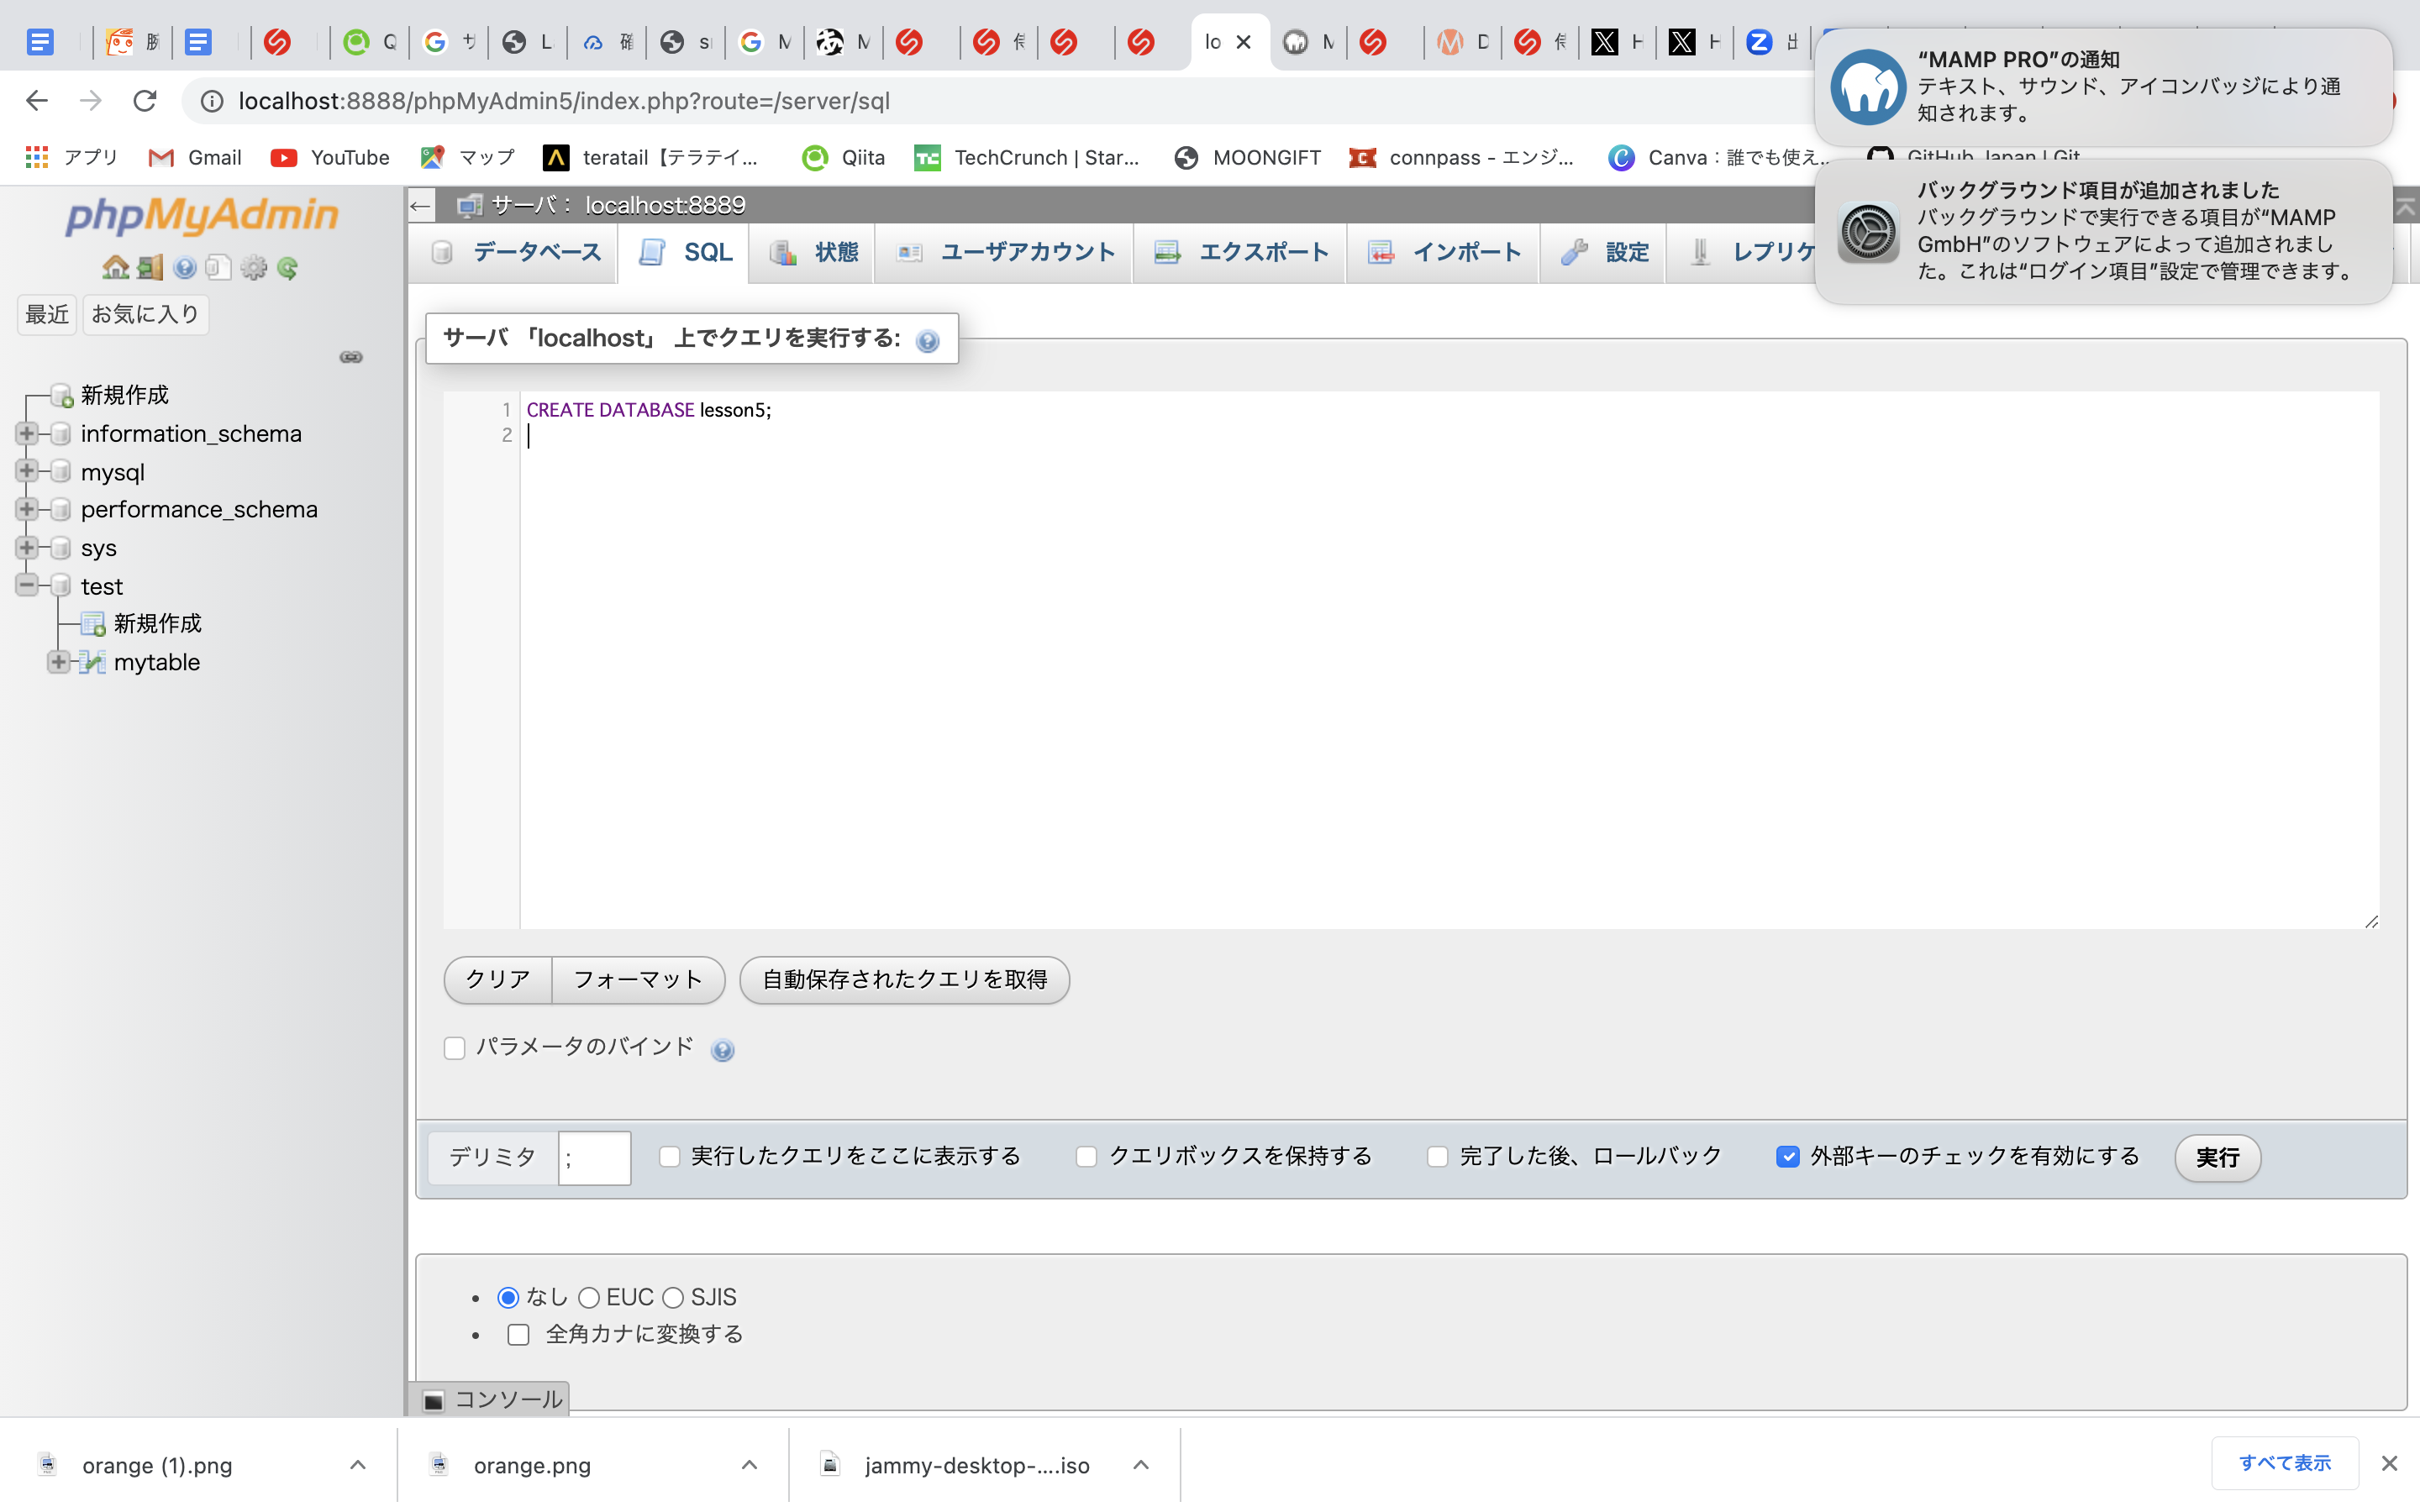 Q
L
M
M
lo
M
D
“MAMP PRO”の通知
テキスト、サウンド、アイコンバッジにより通
知されます。
localhost:8888/phpMyAdmin5/index.php?route=/server/sql
アプリ Gmail YouTube マップ teratail【テラテイ... Qiita TechCrunch | Star... MOONGIFT connpass - エンジ... Canva：誰でも使え... GitHub Japan | Git
バックグラウンド項目が追加されました
バックグラウンドで実行できる項目が“MAMP
GmbH”のソフトウェアによって追加されまし
た。これは“ログイン項目”設定で管理できます。
phpMyAdmin
最近 お気に入り
新規作成
information_schema
mysql
performance_schema
sys
test
新規作成
mytable
← サーバ： localhost:8889
データベース SQL 状態 ユーザアカウント エクスポート インポート 設定 レプリケ
サーバ 「localhost」 上でクエリを実行する:
1 CREATE DATABASE lesson5;
2
クリア フォーマット 自動保存されたクエリを取得
パラメータのバインド
デリミタ ; 実行したクエリをここに表示する クエリボックスを保持する 完了した後、ロールバック 外部キーのチェックを有効にする 実行
• なし EUC SJIS
• 全角カナに変換する
コンソール
orange (1).png orange.png jammy-desktop-....iso すべて表示